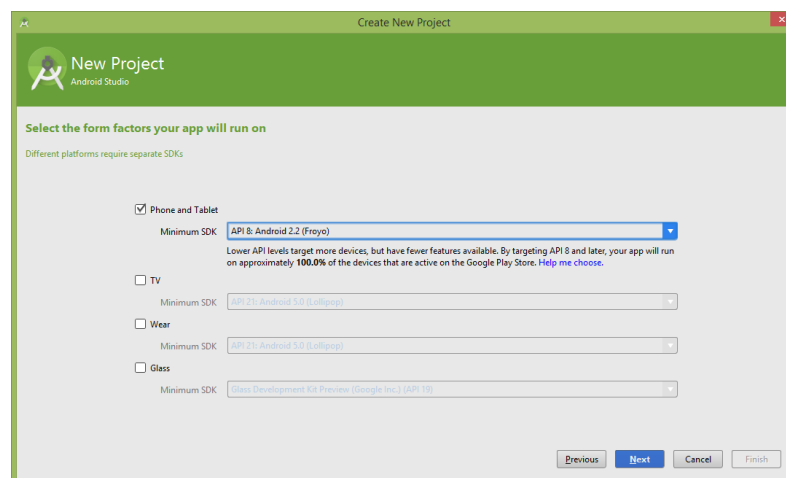 Create New Project
New Project
Android Studio
Select the form factors your app will run on
Different platforms require separate SDKs
Phone and Tablet
Minimum SDK
API 8: Android 2.2 (Froyo)
Lower API levels target more devices, but have fewer features available. By targeting API 8 and later, your app will run
on approximately 100.0% of the devices that are active on the Google Play Store. Help me choose.
TV
Minimum SDK
API 21: Android 5.0 (Lollipop)
Wear
Minimum SDK
API 21: Android 5.0 (Lollipop)
Glass
Minimum SDK
Glass Development Kit Preview (Google Inc.) (API 19)
Previous
Next
Cancel
Finish